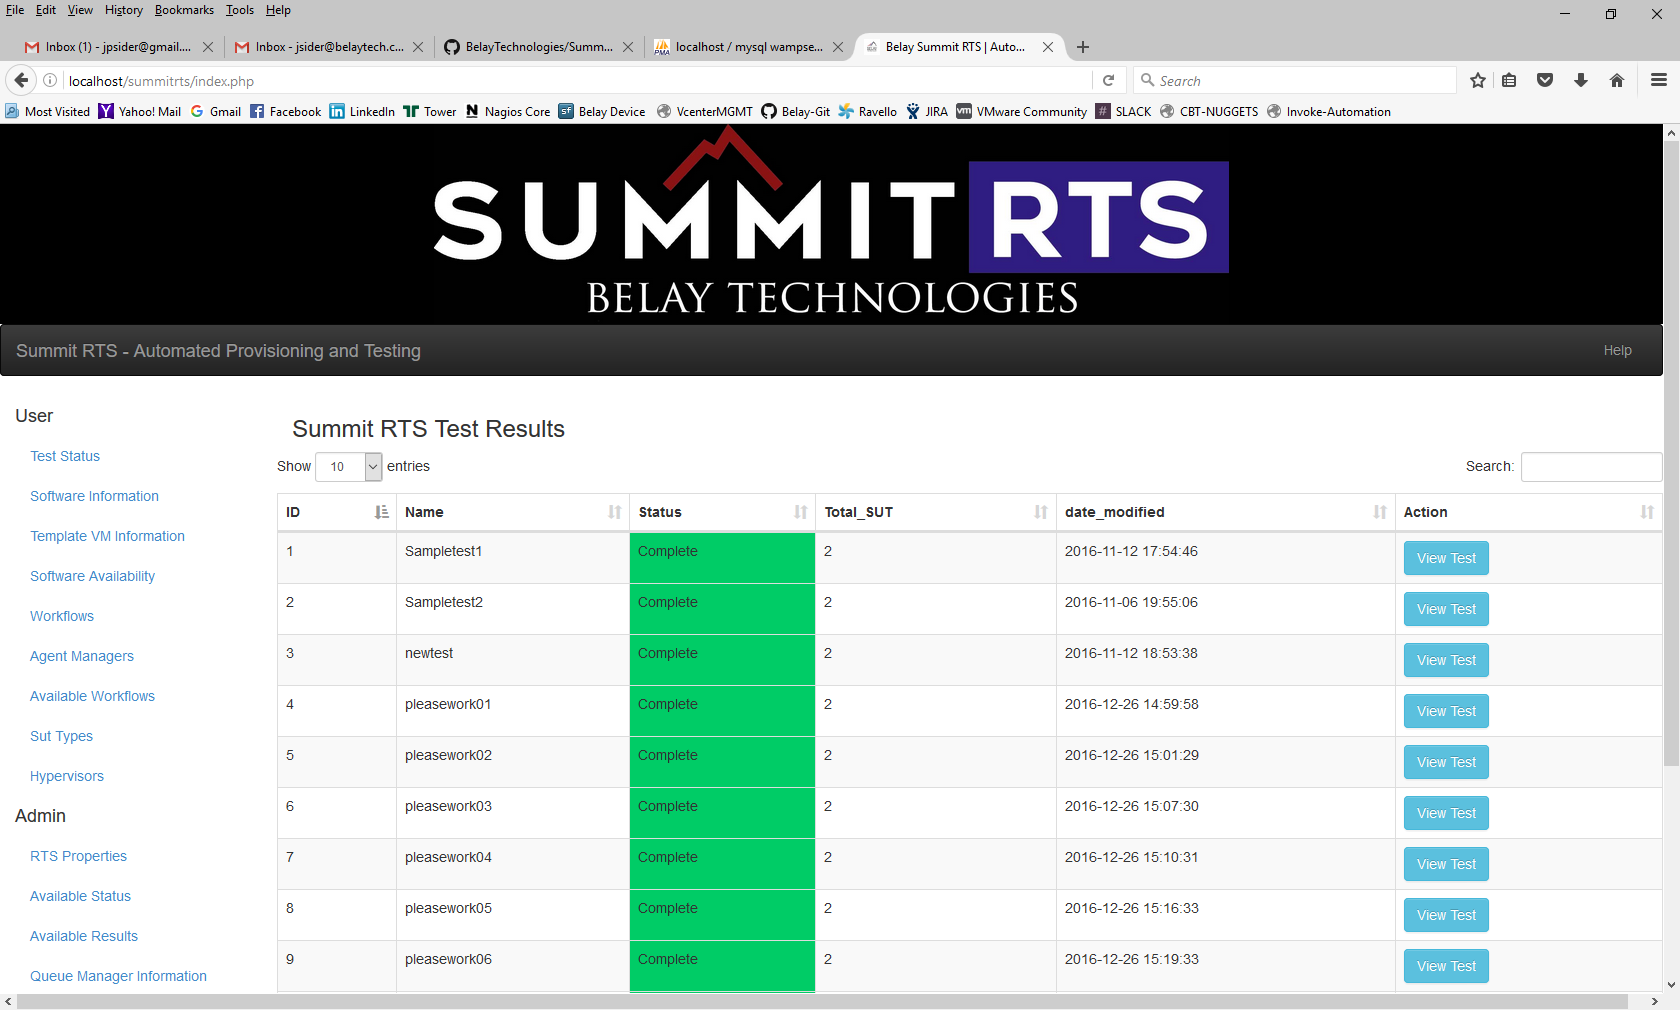 File Edit View History Bookmarks Tools Help
Inbox (1) - jpsider@gmail.... Inbox - jsider@belaytech.c... BelayTechnologies/Summ... localhost / mysql wampse... Belay Summit RTS | Auto...
localhost/summitrts/index.php Search
Most Visited Yahoo! Mail Gmail Facebook LinkedIn Tower Nagios Core Belay Device VcenterMGMT Belay-Git Ravello JIRA VMware Community SLACK CBT-NUGGETS Invoke-Automation
SUMMIT RTS
BELAY TECHNOLOGIES
Summit RTS - Automated Provisioning and Testing Help
User
Test Status
Software Information
Template VM Information
Software Availability
Workflows
Agent Managers
Available Workflows
Sut Types
Hypervisors
Admin
RTS Properties
Available Status
Available Results
Queue Manager Information
Summit RTS Test Results
Show 10 entries Search:
ID Name Status Total_SUT date_modified Action
1 Sampletest1 Complete 2 2016-11-12 17:54:46 View Test
2 Sampletest2 Complete 2 2016-11-06 19:55:06 View Test
3 newtest Complete 2 2016-11-12 18:53:38 View Test
4 pleasework01 Complete 2 2016-12-26 14:59:58 View Test
5 pleasework02 Complete 2 2016-12-26 15:01:29 View Test
6 pleasework03 Complete 2 2016-12-26 15:07:30 View Test
7 pleasework04 Complete 2 2016-12-26 15:10:31 View Test
8 pleasework05 Complete 2 2016-12-26 15:16:33 View Test
9 pleasework06 Complete 2 2016-12-26 15:19:33 View Test